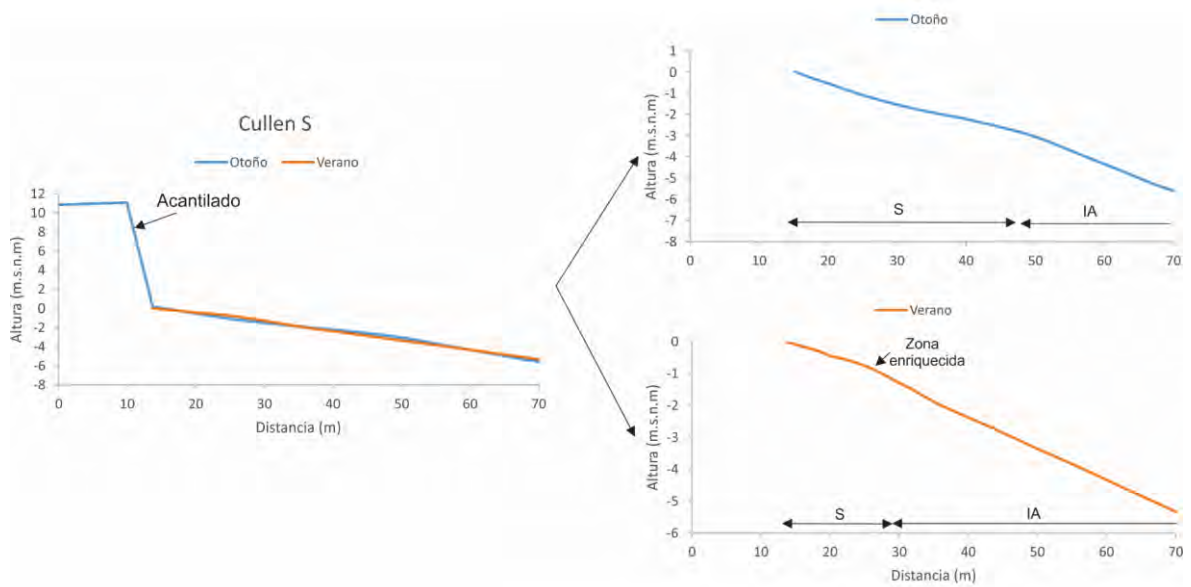 Cullen S
Otoño Verano
Acantilado
Altura (m.s.n.m)
12
10
8
6
4
2
0
-2
-4
-6
-8
0 10 20 30 40 50 60 70
Distancia (m)
Otoño
Altura (m.s.n.m)
1
0
-1
-2
-3
-4
-5
-6
-7
-8
S IA
0 10 20 30 40 50 60 70
Verano
Zona
enriquecida
Altura (m.s.n.m)
0
-1
-2
-3
-4
-5
-6
S IA
0 10 20 30 40 50 60 70
Distancia (m)